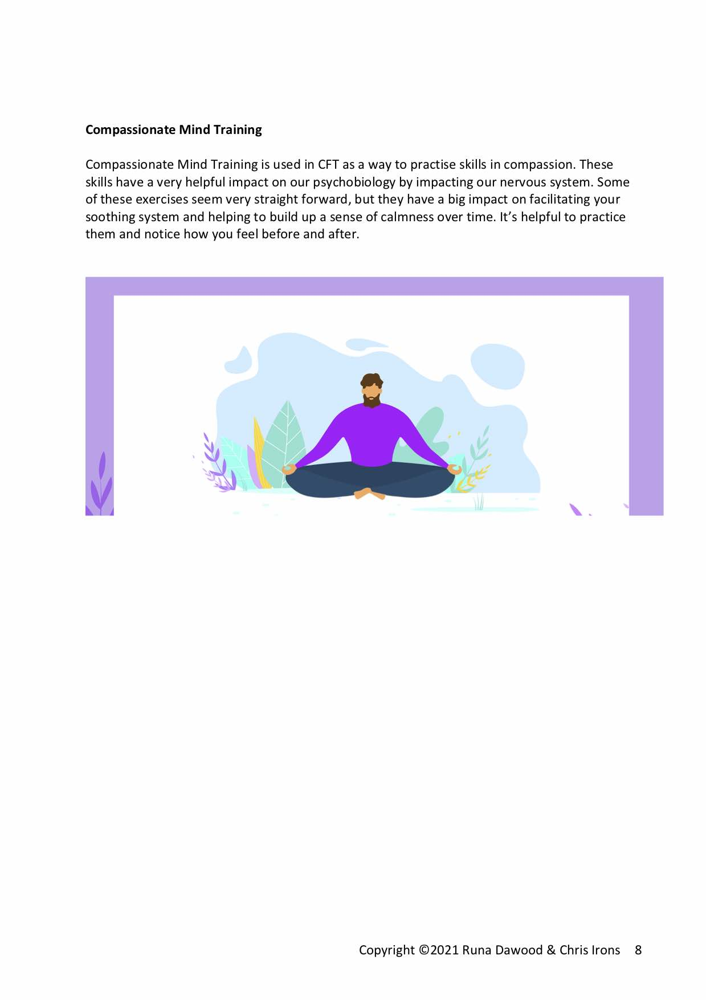 Compassionate Mind Training
Compassionate Mind Training is used in CFT as a way to practise skills in compassion. These
skills have a very helpful impact on our psychobiology by impacting our nervous system. Some
of these exercises seem very straight forward, but they have a big impact on facilitating your
soothing system and helping to build up a sense of calmness over time. It’s helpful to practice
them and notice how you feel before and after.
Copyright ©2021 Runa Dawood & Chris Irons 8